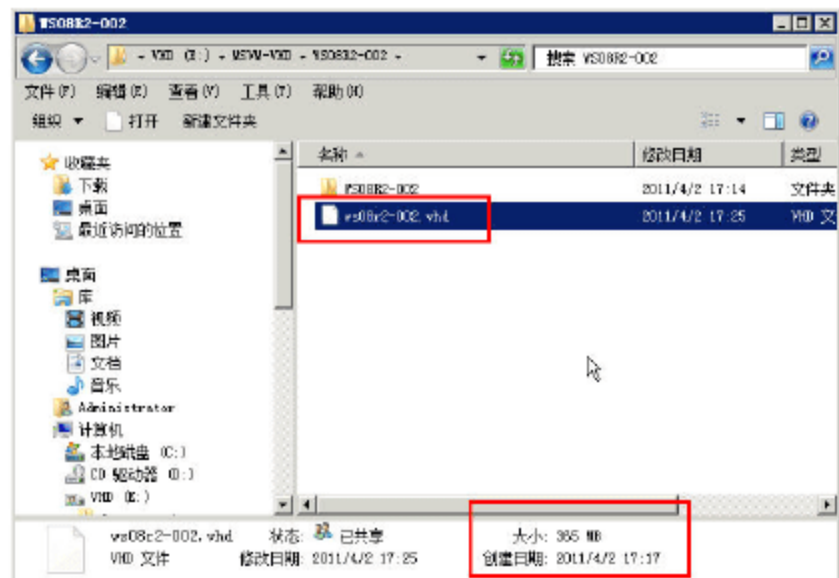 WS08R2-002
VHD (E:) MSVM-VHD WS08R2-002 搜索 WS08R2-002
文件(F) 编辑(E) 查看(V) 工具(T) 帮助(H)
组织 打开 新建文件夹
名称 修改日期 类型
收藏夹
下载
桌面
最近访问的位置
WS08R2-002 2011/4/2 17:14 文件夹
ws08r2-002.vhd 2011/4/2 17:25 VHD 文
桌面
库
视频
图片
文档
音乐
Administrator
计算机
本地磁盘 (C:)
CD 驱动器 (D:)
VHD (E:)
ws08r2-002.vhd 状态: 已共享 大小: 365 MB
VHD 文件 修改日期: 2011/4/2 17:25 创建日期: 2011/4/2 17:17